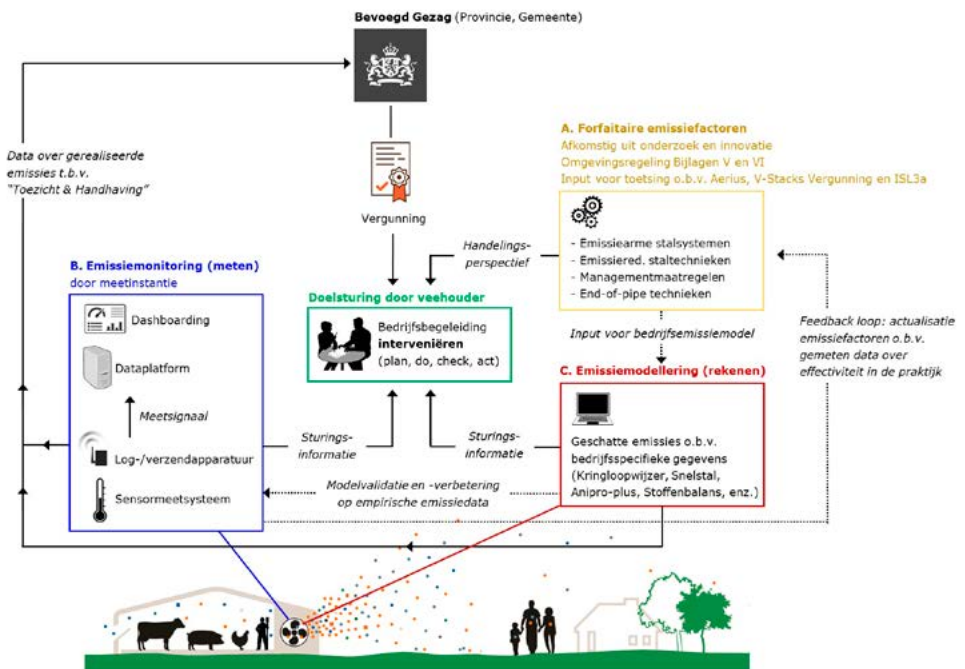 Bevoegd Gezag (Provincie, Gemeente)
Data over gerealiseerde
emissies t.b.v.
"Toezicht & Handhaving"
Vergunning
A. Forfaitaire emissiefactoren
Afkomstig uit onderzoek en innovatie
Omgevingsregeling Bijlagen V en VI
Input voor toetsing o.b.v. Aerius, V-Stacks Vergunning en ISL3a
- Emissiearme stalsystemen
- Emissiered. staltechnieken
- Managementmaatregelen
- End-of-pipe technieken
Handelings-
perspectief
B. Emissiemonitoring (meten)
door meetinstantie
Dashboarding
Dataplatform
Meetsignaal
Log-/verzendapparatuur
Sensormeetsysteem
Doelsturing door veehouder
Bedrijfsbegeleiding
interveniëren
(plan, do, check, act)
Input voor bedrijfsemissiemodel
Feedback loop: actualisatie
emissiefactoren o.b.v.
gemeten data over
effectiviteit in de praktijk
C. Emissiemodellering (rekenen)
Geschatte emissies o.b.v.
bedrijfsspecifieke gegevens
(Kringloopwijzer, Snelstal,
Anipro-plus, Stoffenbalans, enz.)
Sturings-
informatie
Sturings-
informatie
Modelvalidatie en -verbetering
op empirische emissiedata